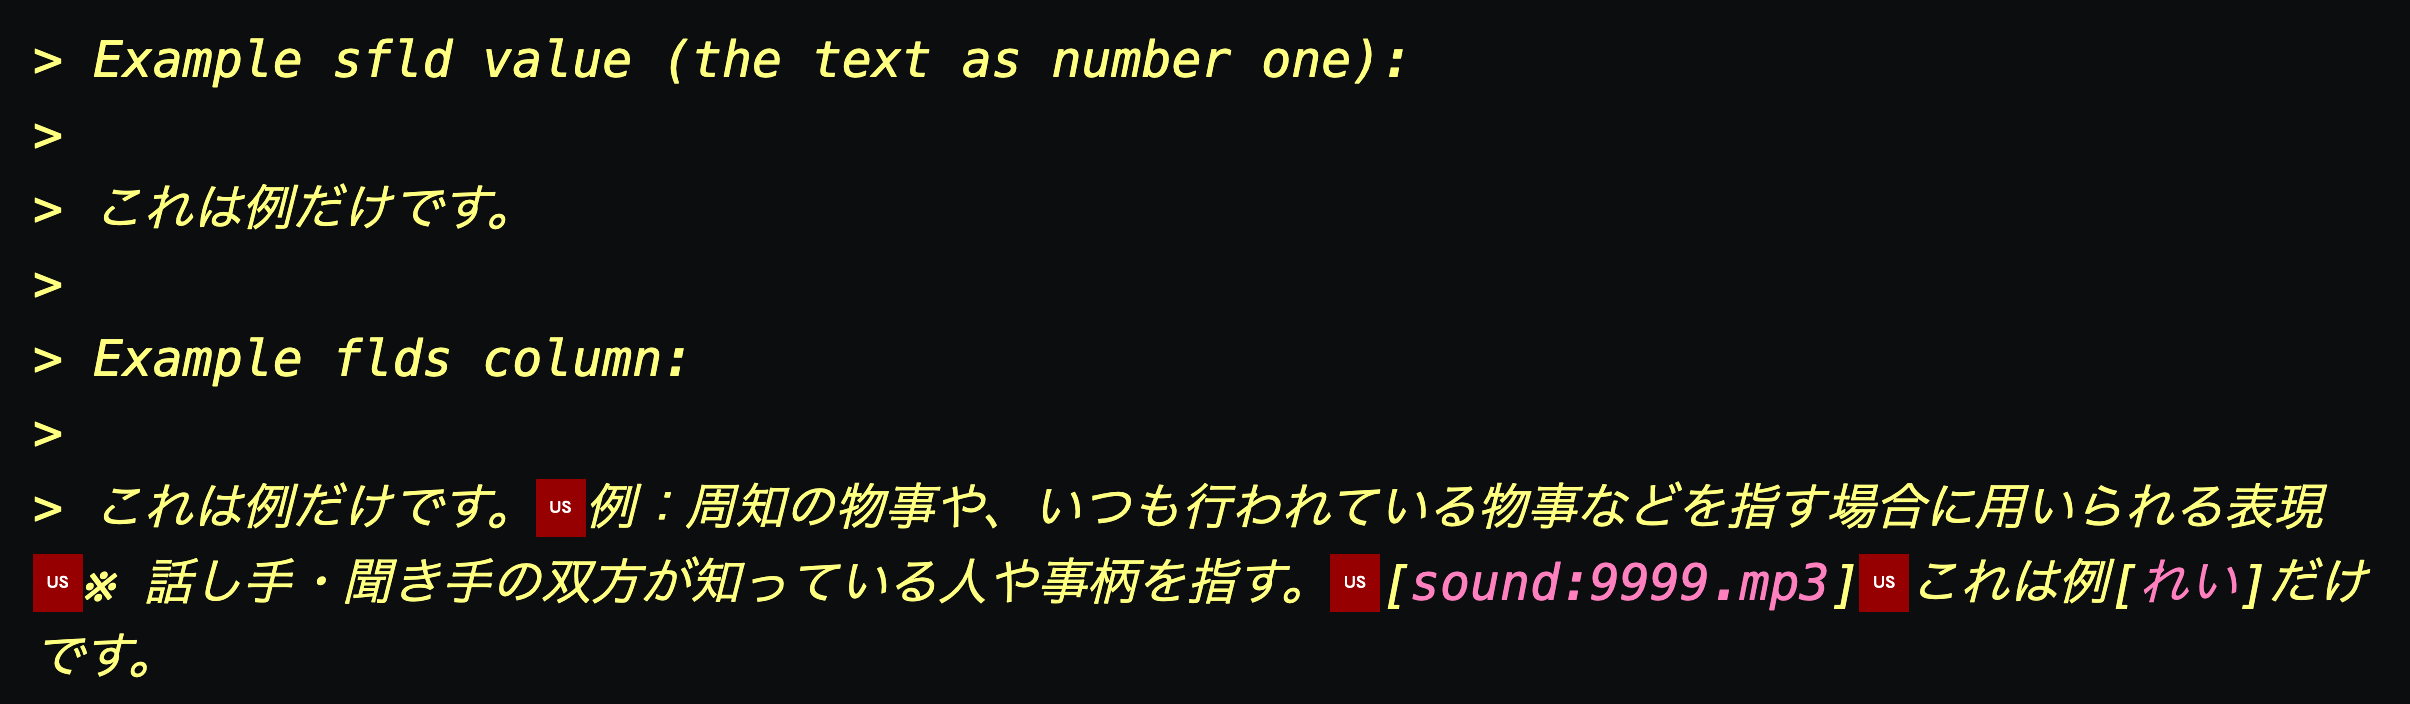 > Example sfld value (the text as number one):
>
> これは例だけです。
>
> Example flds column:
>
> これは例だけです。US例：周知の物事や、いつも行われている物事などを指す場合に用いられる表現
US※ 話し手・聞き手の双方が知っている人や事柄を指す。US[sound:9999.mp3]USこれは例[れい]だけ
です。